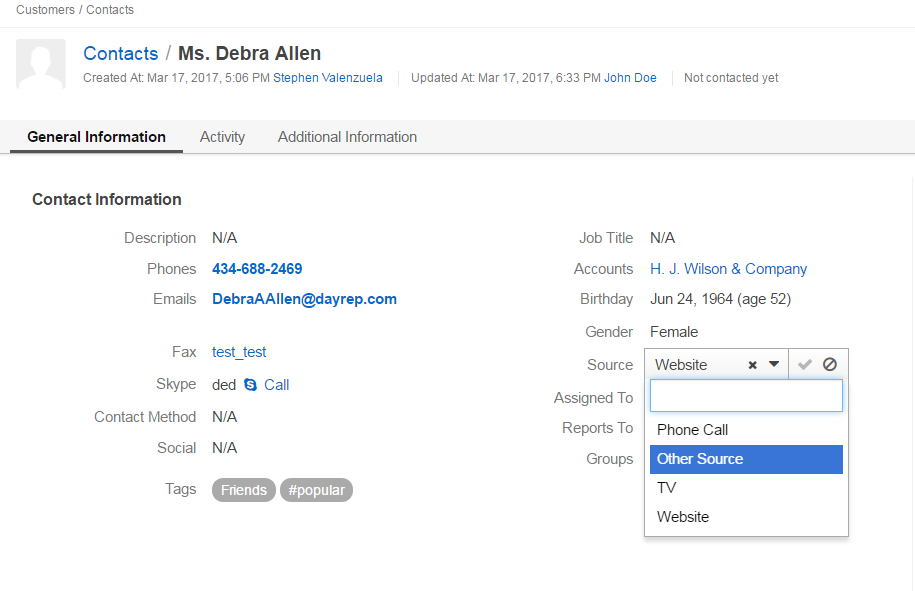 Customers / Contacts
Contacts / Ms. Debra Allen
Created At: Mar 17, 2017, 5:06 PM Stephen Valenzuela Updated At: Mar 17, 2017, 6:33 PM John Doe Not contacted yet
General Information Activity Additional Information
Contact Information
Description N/A
Phones 434-688-2469
Emails DebraAAllen@dayrep.com
Fax test_test
Skype ded Call
Contact Method N/A
Social N/A
Tags Friends #popular
Job Title N/A
Accounts H. J. Wilson & Company
Birthday Jun 24, 1964 (age 52)
Gender Female
Source Website
Assigned To
Reports To
Groups
Phone Call
Other Source
TV
Website